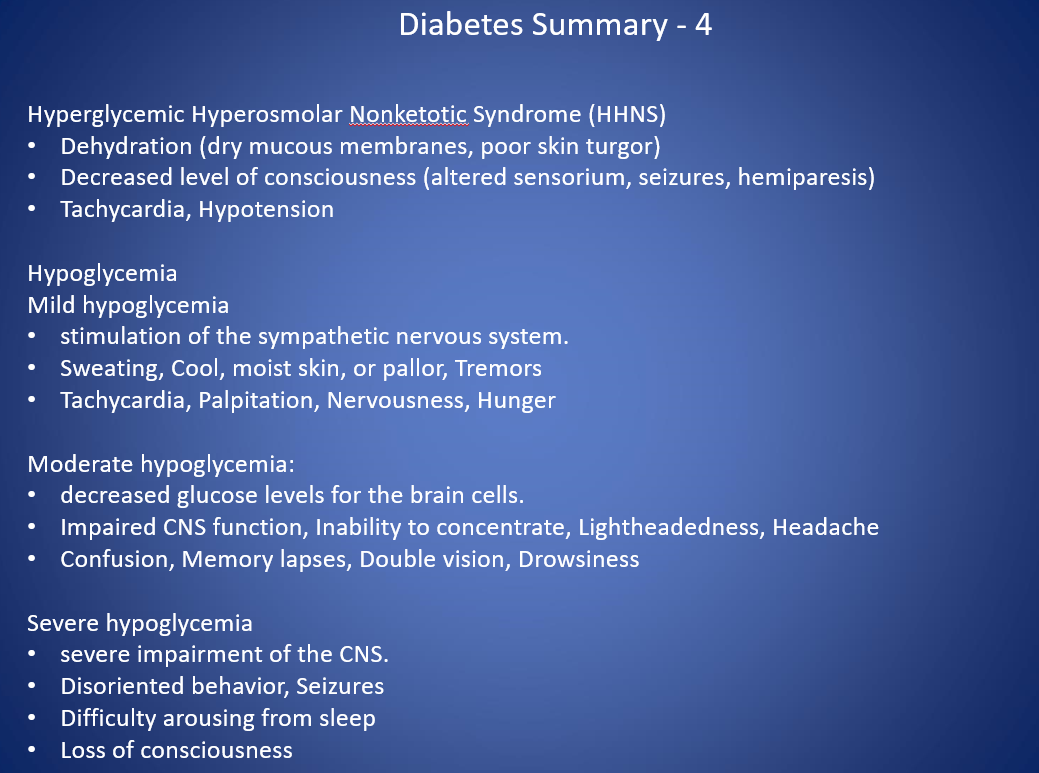 Diabetes Summary - 4
Hyperglycemic Hyperosmolar Nonketotic Syndrome (HHNS)
• Dehydration (dry mucous membranes, poor skin turgor)
• Decreased level of consciousness (altered sensorium, seizures, hemiparesis)
• Tachycardia, Hypotension
Hypoglycemia
Mild hypoglycemia
• stimulation of the sympathetic nervous system.
• Sweating, Cool, moist skin, or pallor, Tremors
• Tachycardia, Palpitation, Nervousness, Hunger
Moderate hypoglycemia:
• decreased glucose levels for the brain cells.
• Impaired CNS function, Inability to concentrate, Lightheadedness, Headache
• Confusion, Memory lapses, Double vision, Drowsiness
Severe hypoglycemia
• severe impairment of the CNS.
• Disoriented behavior, Seizures
• Difficulty arousing from sleep
• Loss of consciousness